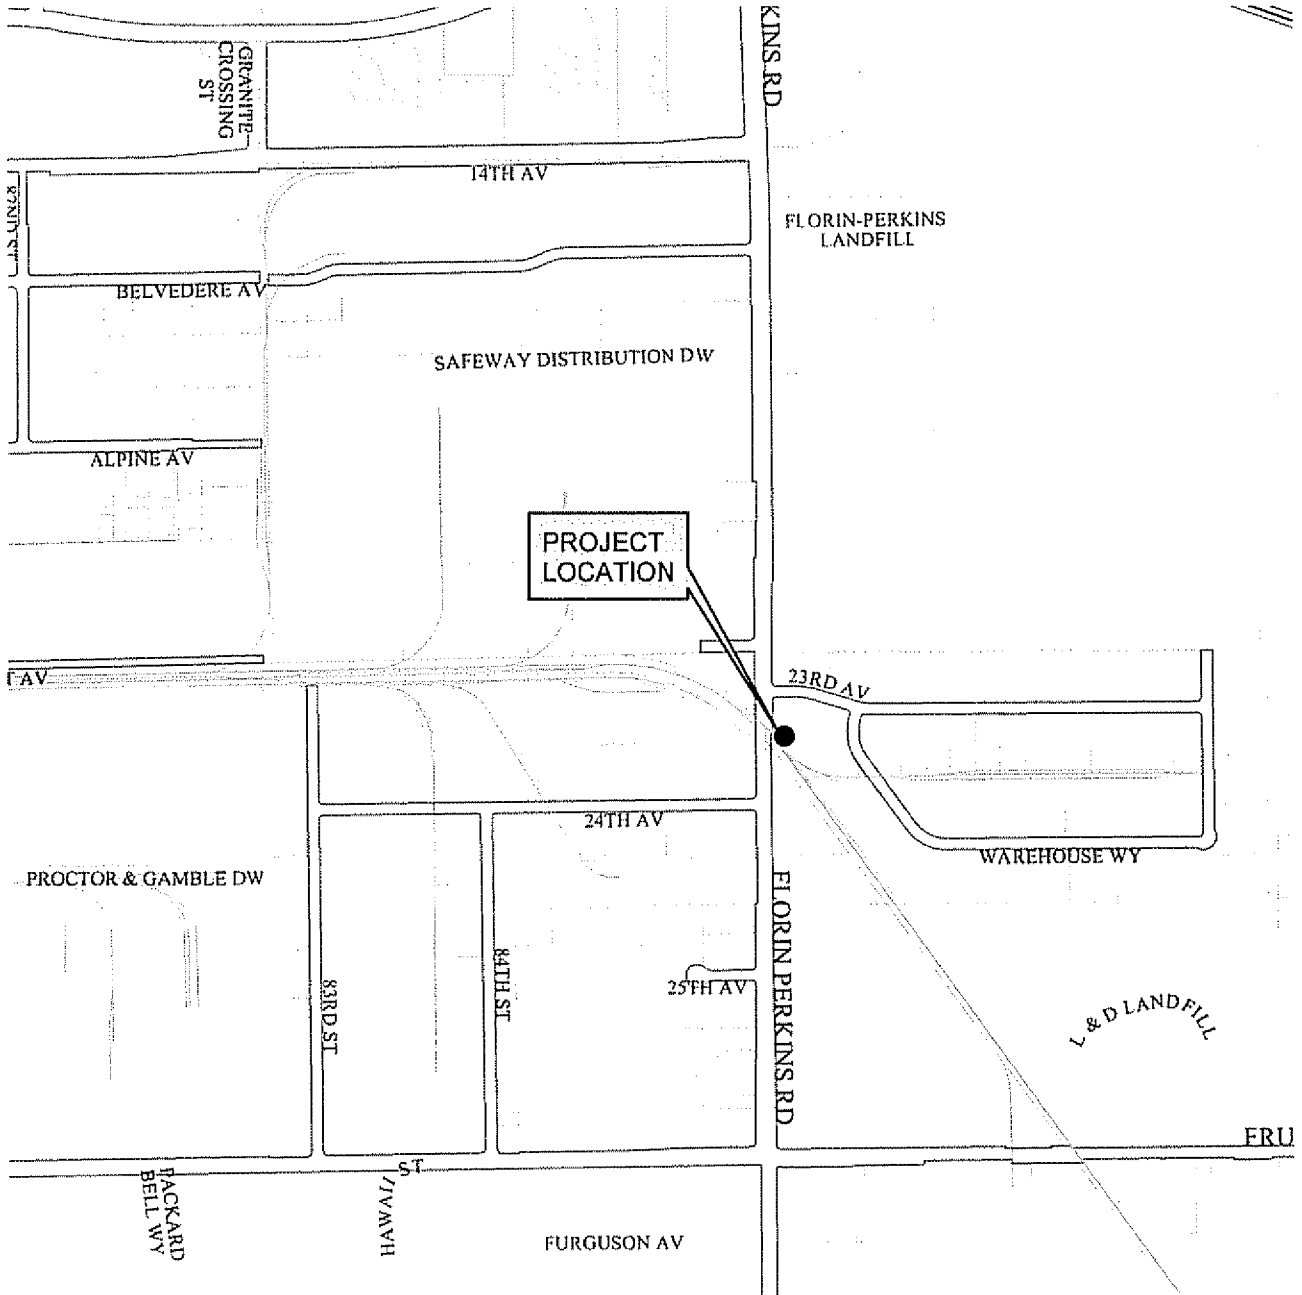 KINS RD
GRANITE
CROSSING
ST
14TH AV
82ND ST
FLORIN-PERKINS
LANDFILL
BELVEDERE AV
SAFEWAY DISTRIBUTION DW
ALPINE AV
PROJECT
LOCATION
T AV
23RD AV
24TH AV
WAREHOUSE WY
PROCTOR & GAMBLE DW
FLORIN PERKINS RD
84TH ST
83RD ST
25TH AV
L & D LANDFILL
FRU
ST
PACKARD
BELL WY
HAWAII
FURGUSON AV